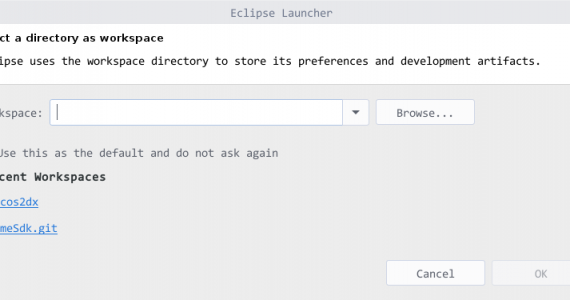 Eclipse Launcher
ct a directory as workspace
ipse uses the workspace directory to store its preferences and development artifacts.
kspace:
Browse...
Use this as the default and do not ask again
cent Workspaces
cos2dx
meSdk.git
Cancel
OK